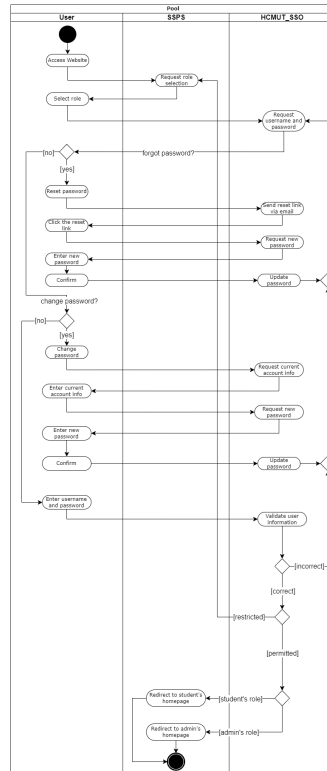 Pool
User
SSPS
HCMUT_SSO
Access Website
Request role
selection
Select role
Request
username and
password
forgot password?
[no]
[yes]
Reset password
Send reset link
via email
Click the reset
link
Request new
password
Enter new
password
Confirm
Update
password
change password?
[no]
[yes]
Change
password
Request current
account info
Enter current
account info
Request new
password
Enter new
password
Confirm
Update
password
Enter username
and password
Validate user
information
[incorrect]
[correct]
[restricted]
[permitted]
Redirect to student's
homepage
[student's role]
Redirect to admin's
homepage
[admin's role]